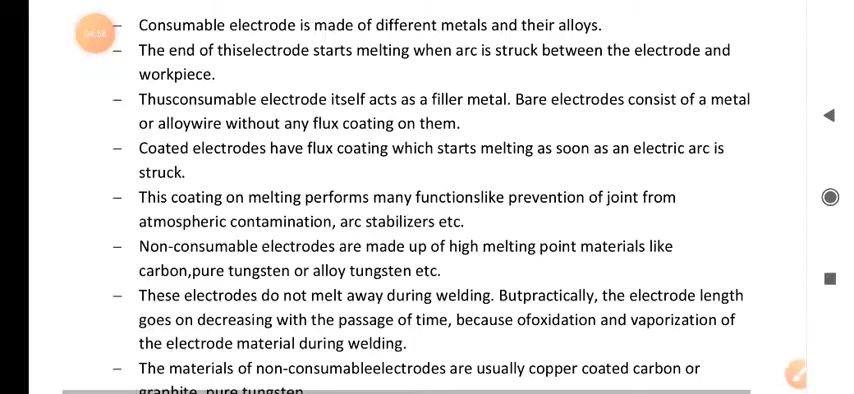 04:58
– Consumable electrode is made of different metals and their alloys.
– The end of thiselectrode starts melting when arc is struck between the electrode and
workpiece.
– Thusconsumable electrode itself acts as a filler metal. Bare electrodes consist of a metal
or alloywire without any flux coating on them.
– Coated electrodes have flux coating which starts melting as soon as an electric arc is
struck.
– This coating on melting performs many functionslike prevention of joint from
atmospheric contamination, arc stabilizers etc.
– Non-consumable electrodes are made up of high melting point materials like
carbon,pure tungsten or alloy tungsten etc.
– These electrodes do not melt away during welding. Butpractically, the electrode length
goes on decreasing with the passage of time, because ofoxidation and vaporization of
the electrode material during welding.
– The materials of non-consumableelectrodes are usually copper coated carbon or
graphite, pure tungsten